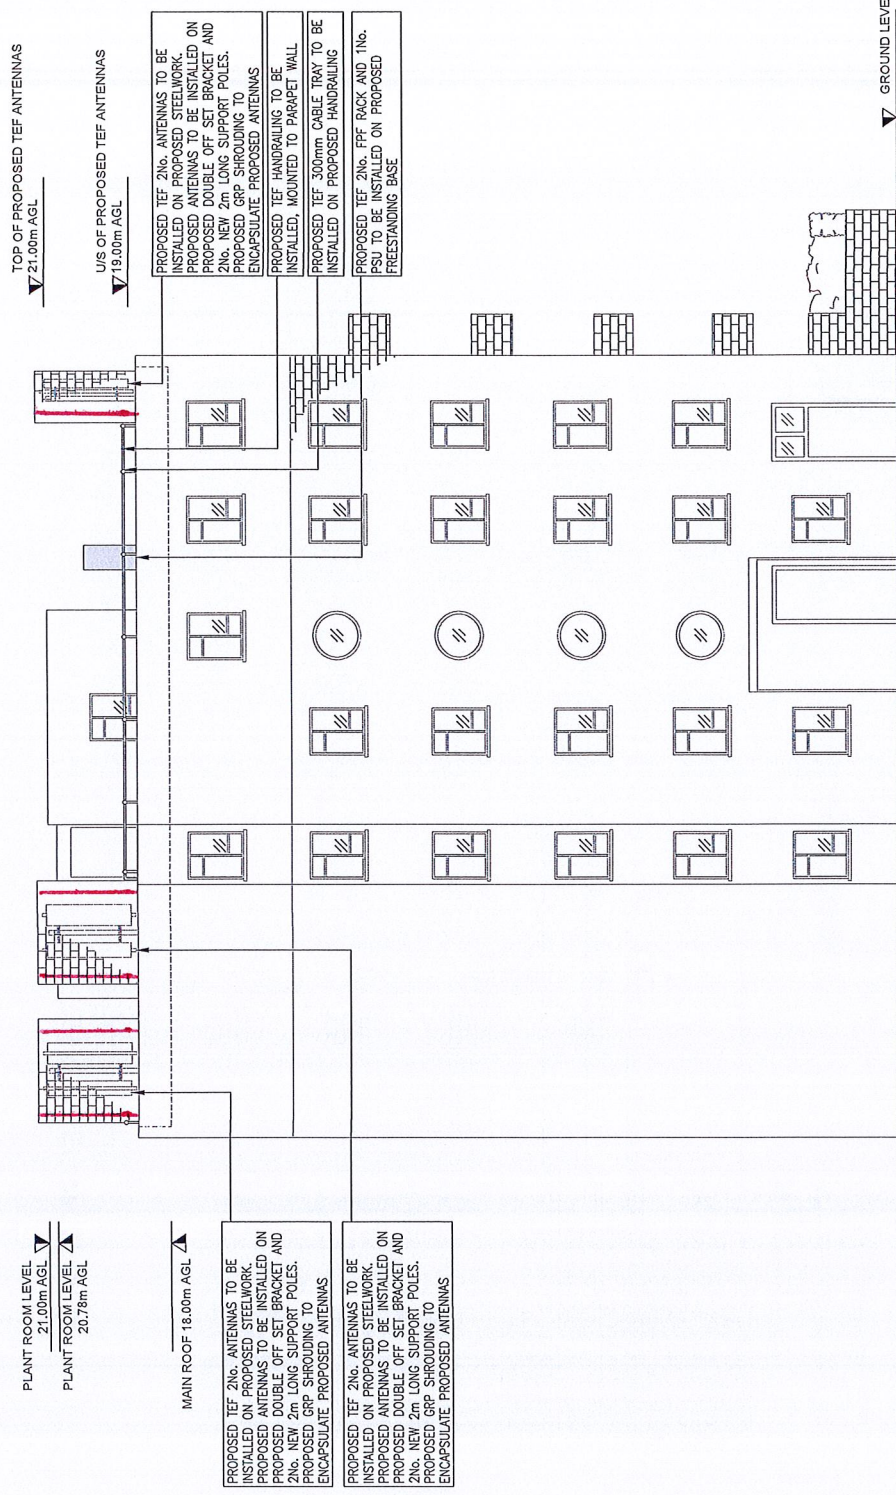 PLANT ROOM LEVEL
21.00m AGL
PLANT ROOM LEVEL
20.78m AGL
MAIN ROOF 18.00m AGL
PROPOSED TEF 2No. ANTENNAS TO BE
INSTALLED ON PROPOSED STEELWORK.
PROPOSED ANTENNAS TO BE INSTALLED ON
PROPOSED DOUBLE OFF SET BRACKET AND
2No. NEW 2m LONG SUPPORT POLES.
PROPOSED GRP SHROUDING TO
ENCAPSULATE PROPOSED ANTENNAS
PROPOSED TEF 2No. ANTENNAS TO BE
INSTALLED ON PROPOSED STEELWORK.
PROPOSED ANTENNAS TO BE INSTALLED ON
PROPOSED DOUBLE OFF SET BRACKET AND
2No. NEW 2m LONG SUPPORT POLES.
PROPOSED GRP SHROUDING TO
ENCAPSULATE PROPOSED ANTENNAS
TOP OF PROPOSED TEF ANTENNAS
21.00m AGL
U/S OF PROPOSED TEF ANTENNAS
19.00m AGL
PROPOSED TEF 2No. ANTENNAS TO BE
INSTALLED ON PROPOSED STEELWORK.
PROPOSED ANTENNAS TO BE INSTALLED ON
PROPOSED DOUBLE OFF SET BRACKET AND
2No. NEW 2m LONG SUPPORT POLES.
PROPOSED GRP SHROUDING TO
ENCAPSULATE PROPOSED ANTENNAS
PROPOSED TEF HANDRAILING TO BE
INSTALLED, MOUNTED TO PARAPET WALL
PROPOSED TEF 300mm CABLE TRAY TO BE
INSTALLED ON PROPOSED HANDRAILING
PROPOSED TEF 2No. FPF RACK AND 1No.
PSU TO BE INSTALLED ON PROPOSED
FREESTANDING BASE
GROUND LEVE